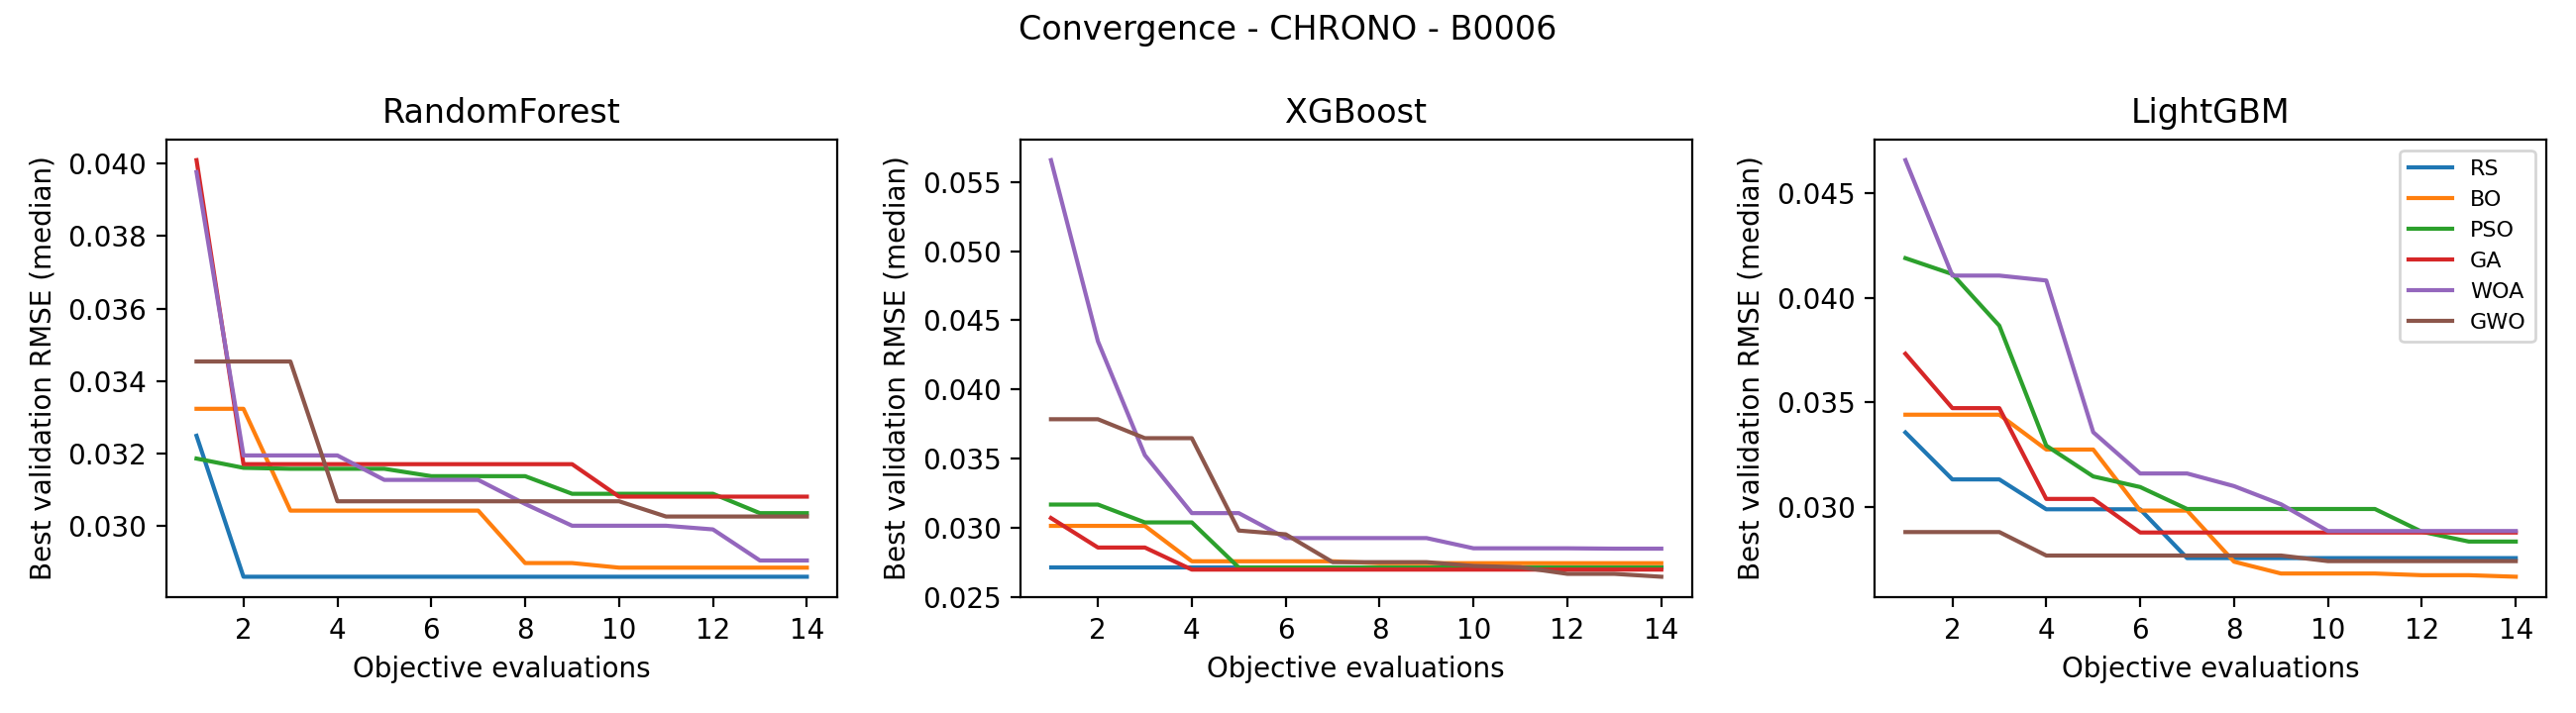 Convergence - CHRONO - B0006
RandomForest
Best validation RMSE (median)
0.040
0.038
0.036
0.034
0.032
0.030
2 4 6 8 10 12 14
Objective evaluations
XGBoost
Best validation RMSE (median)
0.055
0.050
0.045
0.040
0.035
0.030
0.025
2 4 6 8 10 12 14
Objective evaluations
LightGBM
Best validation RMSE (median)
0.045
0.040
0.035
0.030
RS
BO
PSO
GA
WOA
GWO
2 4 6 8 10 12 14
Objective evaluations